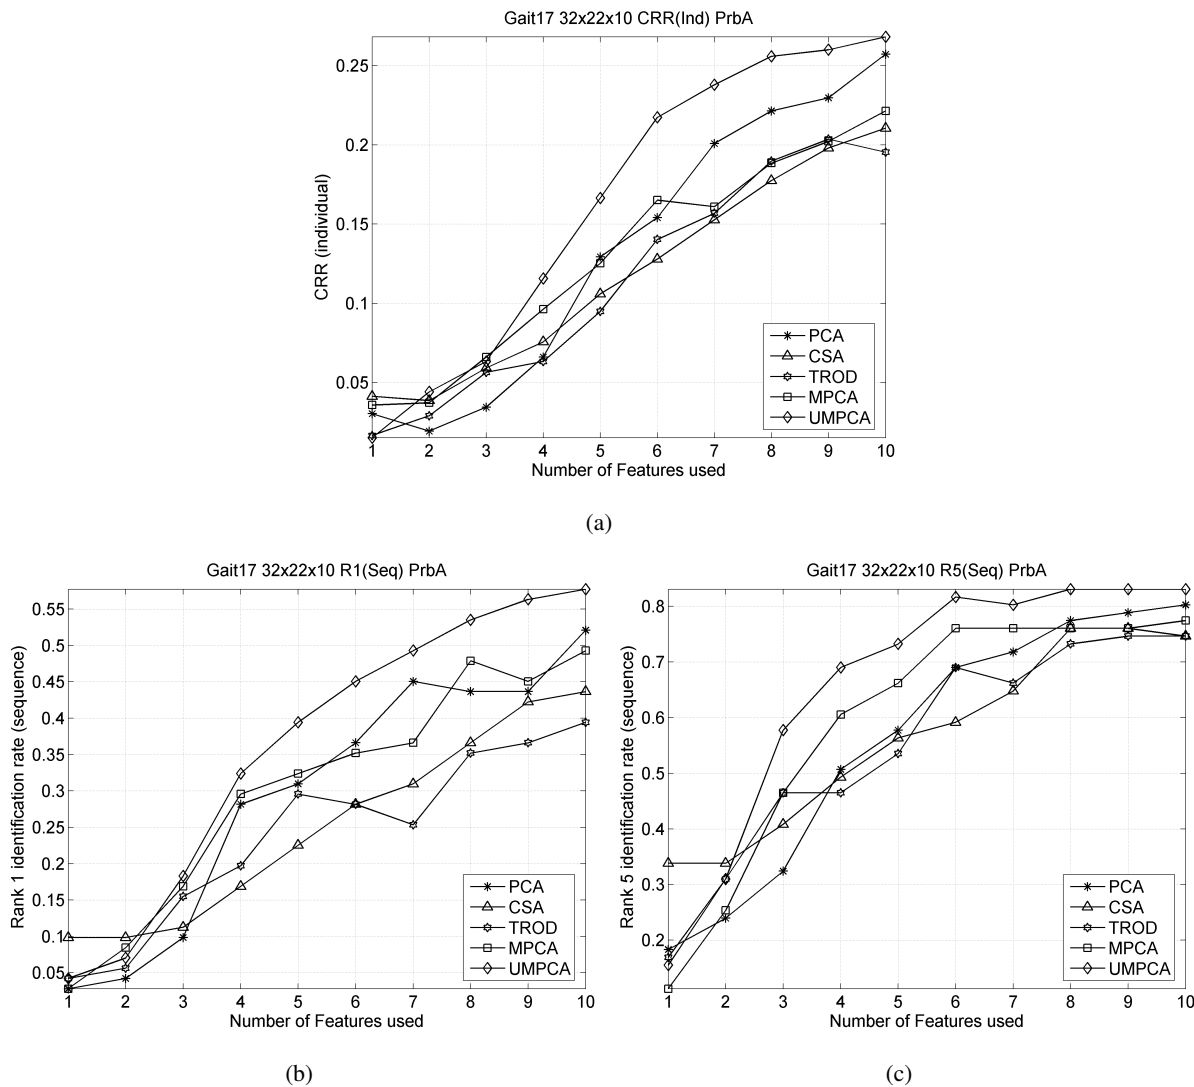 Gait17 32x22x10 CRR(Ind) PrbA
CRR (individual)
0.25
0.2
0.15
0.1
0.05
1 2 3 4 5 6 7 8 9 10
Number of Features used
PCA
CSA
TROD
MPCA
UMPCA
(a)
Gait17 32x22x10 R1(Seq) PrbA
Rank 1 identification rate (sequence)
0.55
0.5
0.45
0.4
0.35
0.3
0.25
0.2
0.15
0.1
0.05
1 2 3 4 5 6 7 8 9 10
Number of Features used
PCA
CSA
TROD
MPCA
UMPCA
(b)
Gait17 32x22x10 R5(Seq) PrbA
Rank 5 identification rate (sequence)
0.8
0.7
0.6
0.5
0.4
0.3
0.2
1 2 3 4 5 6 7 8 9 10
Number of Features used
PCA
CSA
TROD
MPCA
UMPCA
(c)